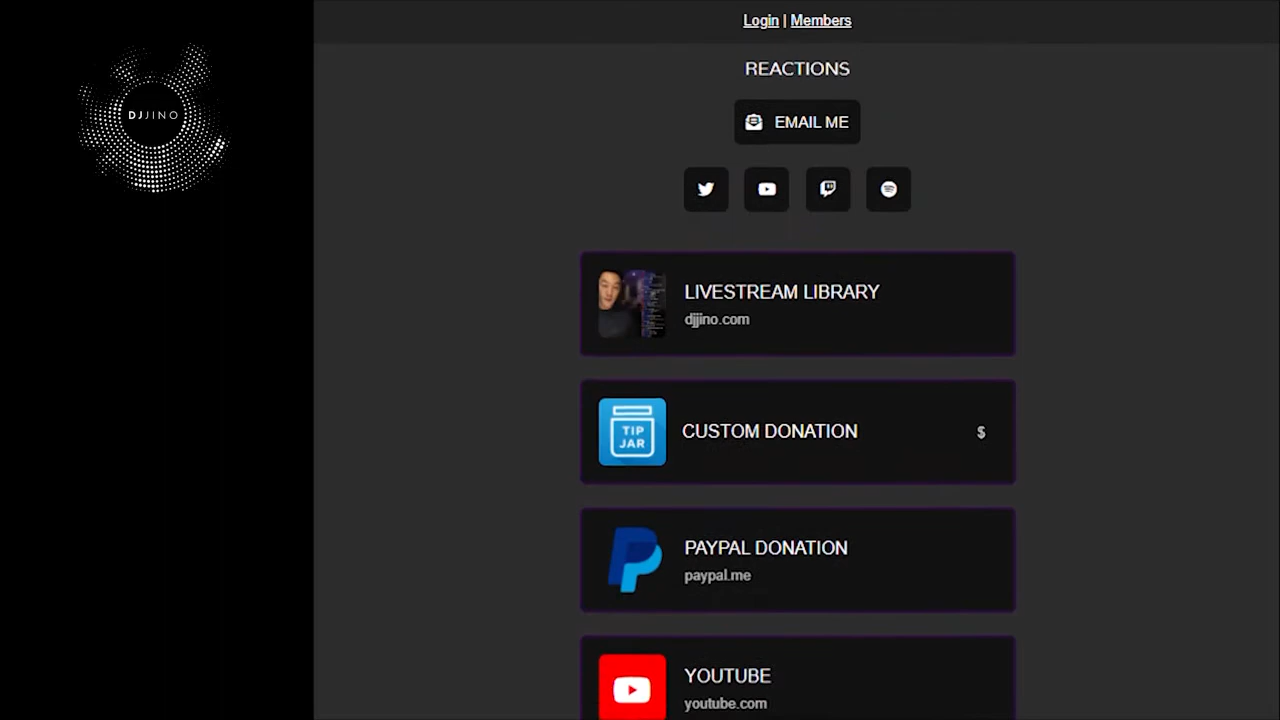 Login | Members
DJJINO
REACTIONS
EMAIL ME
LIVESTREAM LIBRARY
djjino.com
TIP
JAR
CUSTOM DONATION
$
PAYPAL DONATION
paypal.me
YOUTUBE
youtube.com